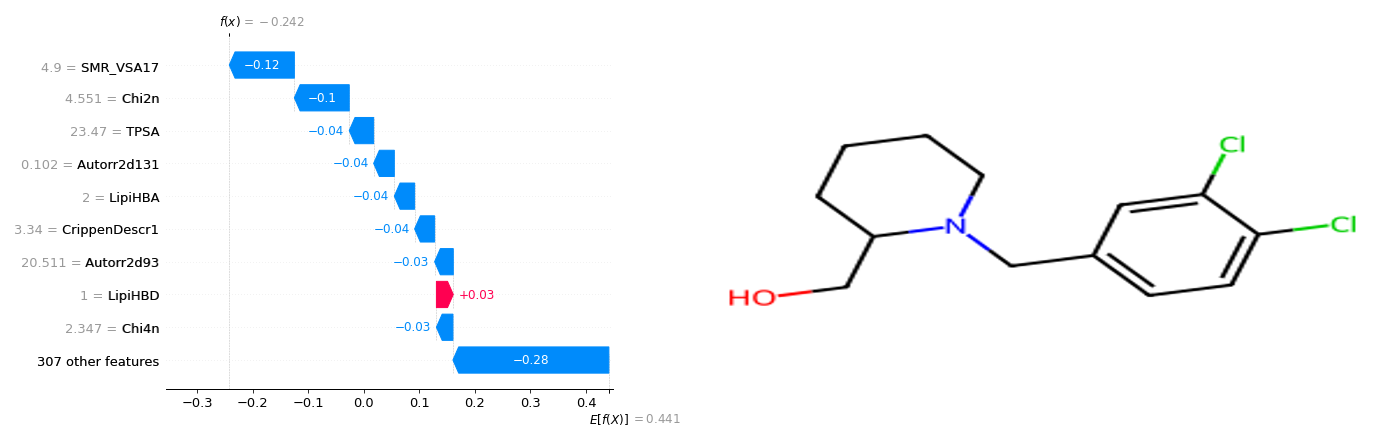 f(x) = −0.242
4.9 = SMR_VSA17
−0.12
4.551 = Chi2n
−0.1
23.47 = TPSA
−0.04
0.102 = Autorr2d131
−0.04
2 = LipiHBA
−0.04
3.34 = CrippenDescr1
−0.04
20.511 = Autorr2d93
−0.03
1 = LipiHBD
+0.03
2.347 = Chi4n
−0.03
307 other features
−0.28
−0.3 −0.2 −0.1 0.0 0.1 0.2 0.3 0.4
E[f(X)] = 0.441
Cl
N
Cl
HO